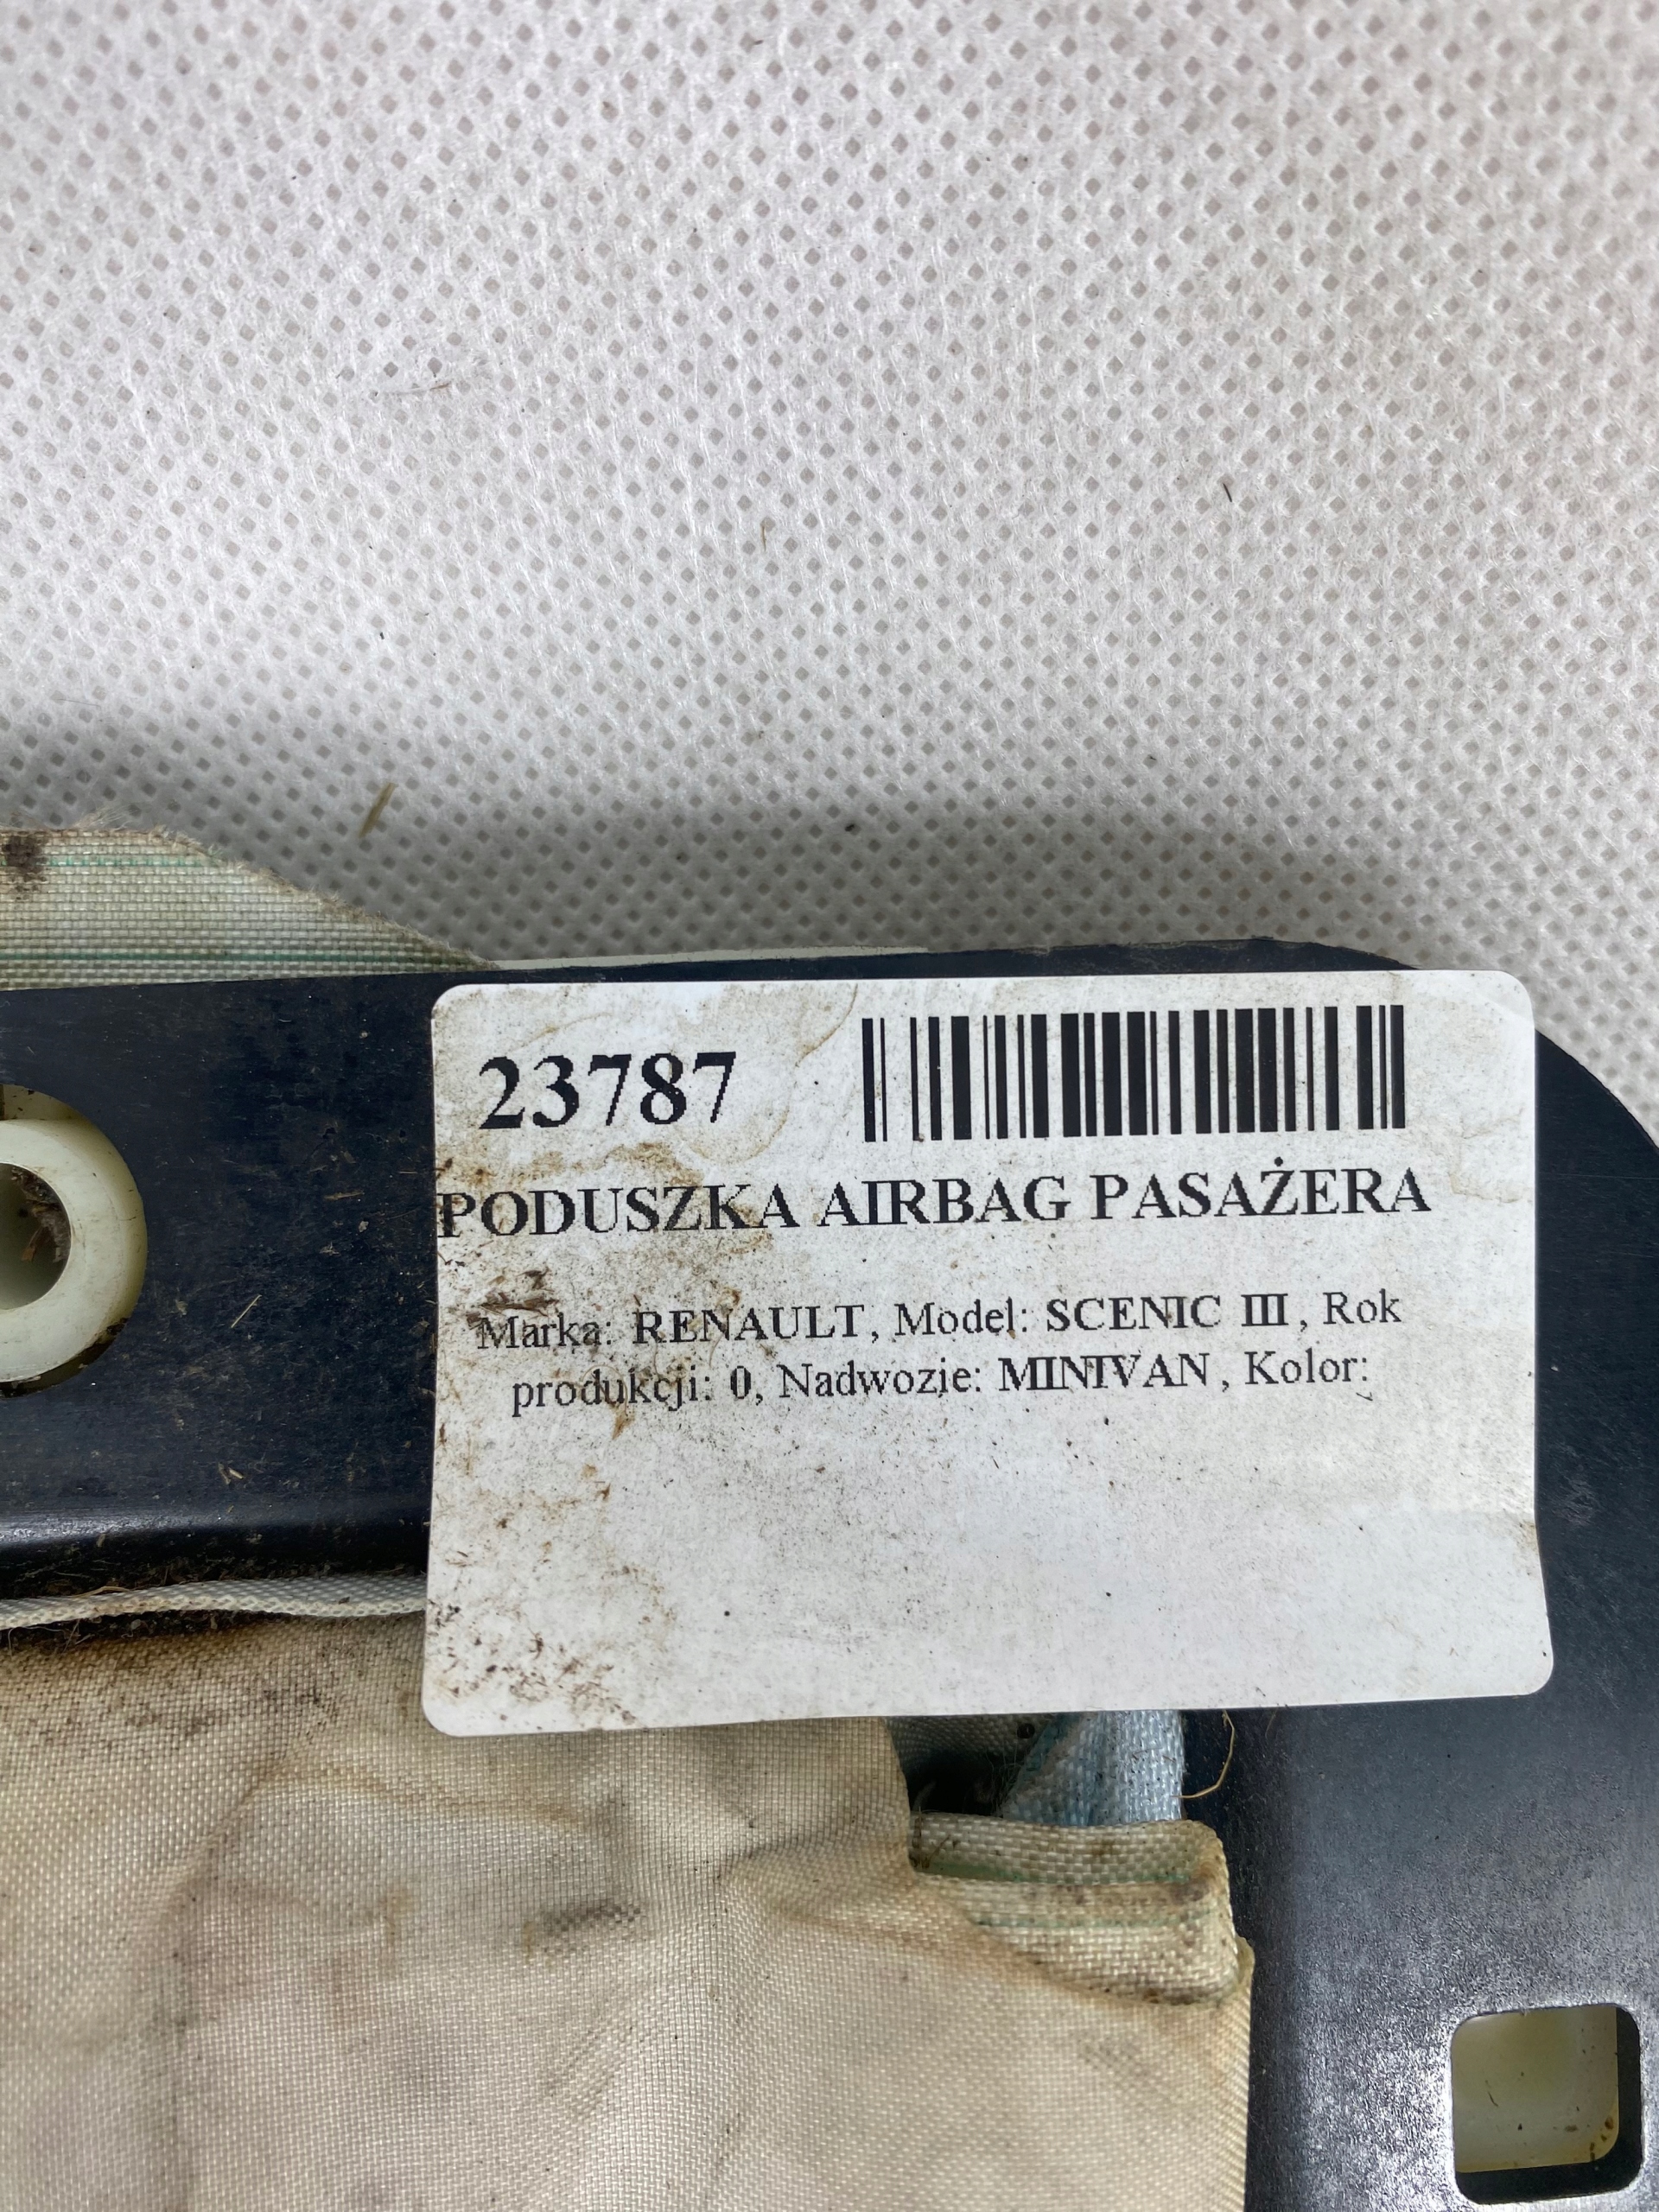 23787
PODUSZKA AIRBAG PASAŻERA
Marka: RENAULT, Model: SCENIC III, Rok
produkcji: 0, Nadwozie: MINIVAN, Kolor: